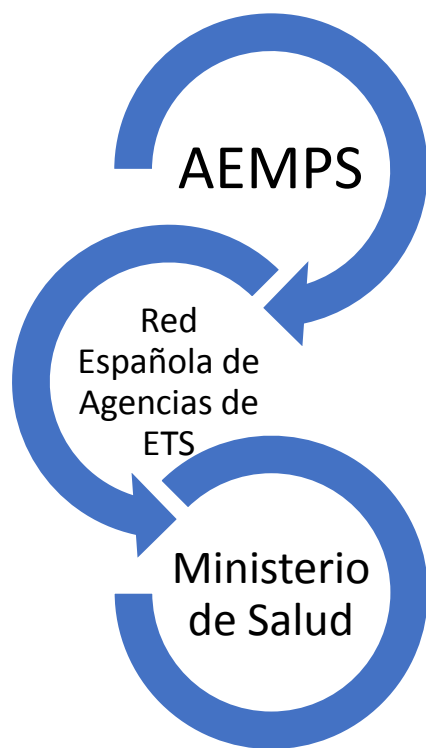 AEMPS
Red
Española de
Agencias de
ETS
Ministerio
de Salud